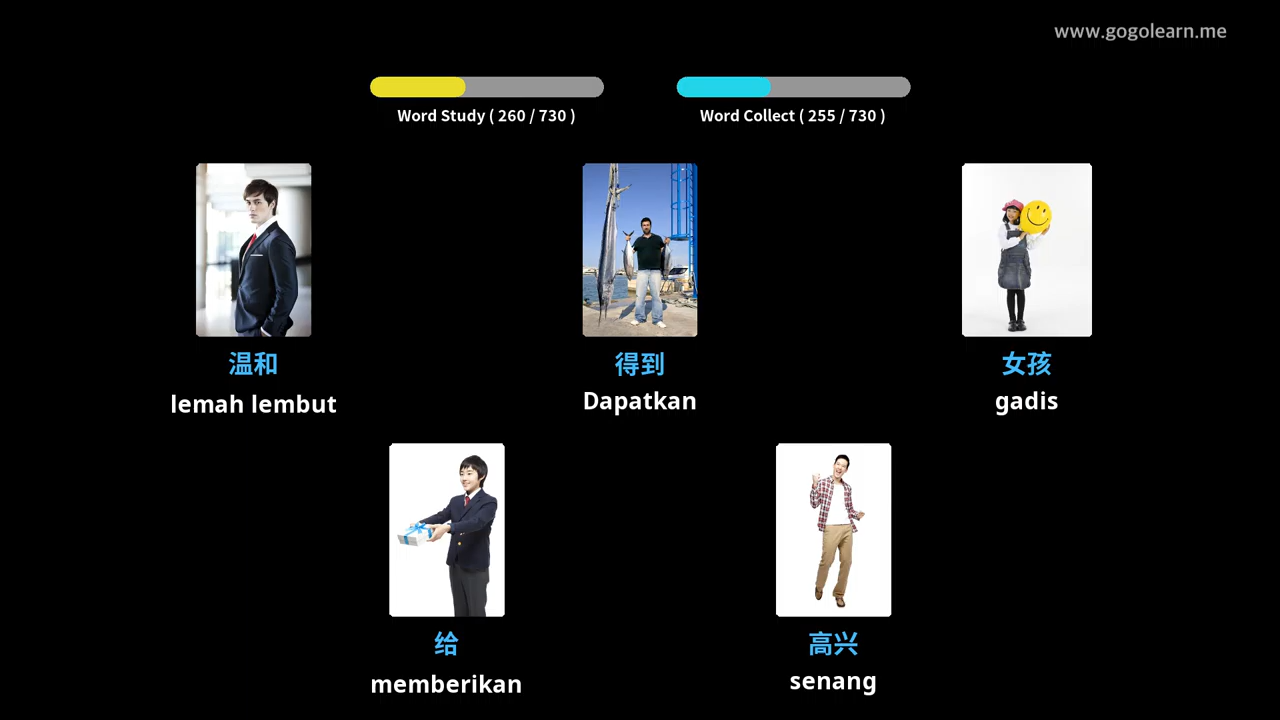 www.gogolearn.me
Word Study ( 260 / 730 )
Word Collect ( 255 / 730 )
温和
lemah lembut
得到
Dapatkan
女孩
gadis
给
memberikan
高兴
senang